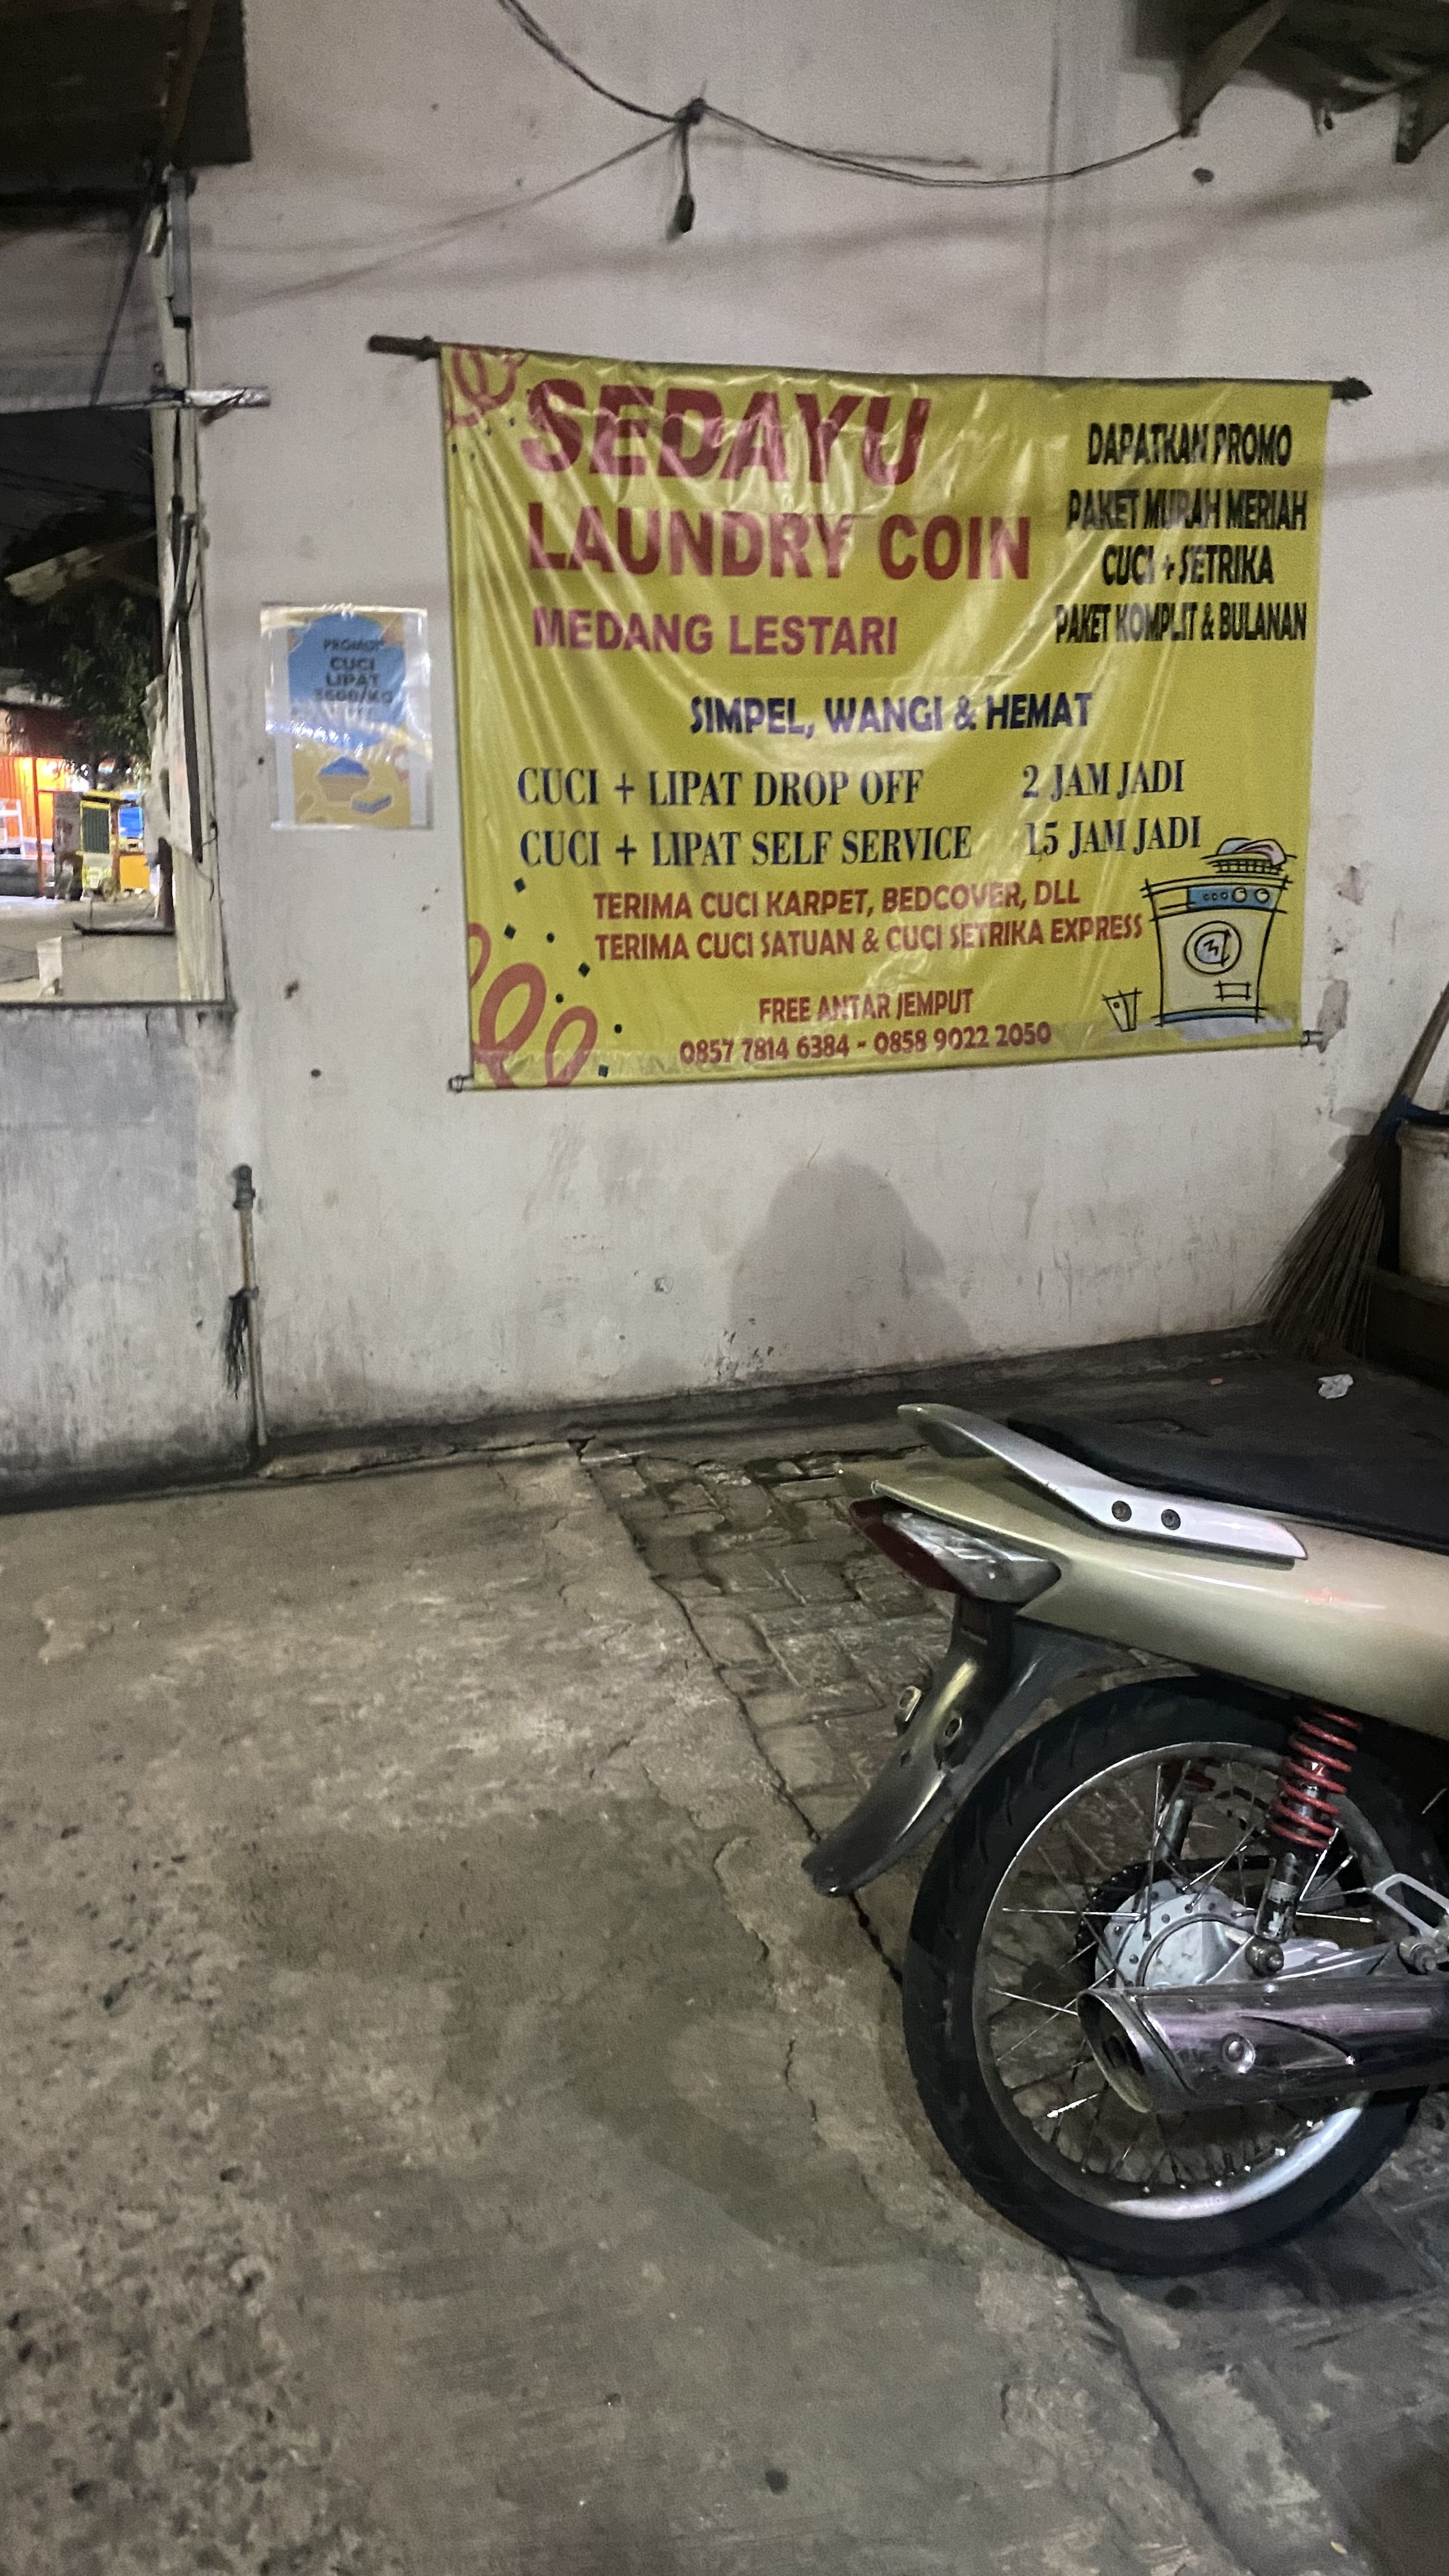 SEDAYU
LAUNDRY COIN
MEDANG LESTARI
DAPATKAN PROMO
PAKET MURAH MERIAH
CUCI + SETRIKA
PAKET KOMPLIT & BULANAN
SIMPEL, WANGI & HEMAT
CUCI + LIPAT DROP OFF 2 JAM JADI
CUCI + LIPAT SELF SERVICE 1,5 JAM JADI
TERIMA CUCI KARPET, BEDCOVER, DLL
TERIMA CUCI SATUAN & CUCI SETRIKA EXPRESS
FREE ANTAR JEMPUT
0857 7814 6384 - 0858 9022 2050
PROMO!!
CUCI
LIPAT